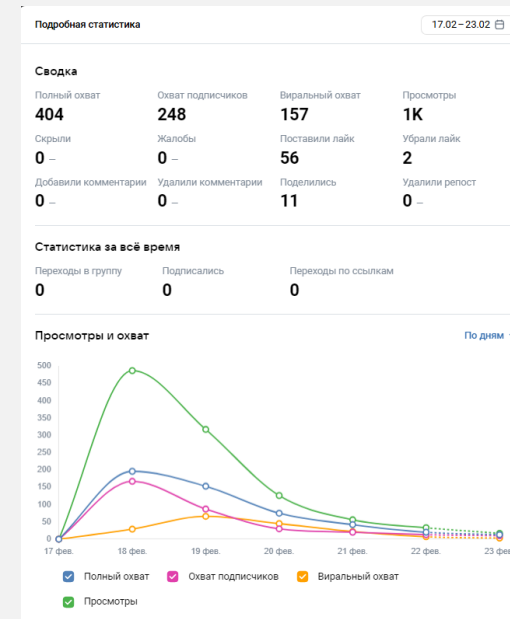 Подробная статистика
17.02–23.02
Сводка
Полный охват Охват подписчиков Виральный охват Просмотры
404 248 157 1K
Скрыли Жалобы Поставили лайк Убрали лайк
0 – 0 – 56 2
Добавили комментарии Удалили комментарии Поделились Удалили репост
0 – 0 – 11 0 –
Статистика за всё время
Переходы в группу Подписались Переходы по ссылкам
0 0 0
Просмотры и охват По дням
500
450
400
350
300
250
200
150
100
50
0
17 фев. 18 фев. 19 фев. 20 фев. 21 фев. 22 фев. 23 фев
Полный охват Охват подписчиков Виральный охват
Просмотры